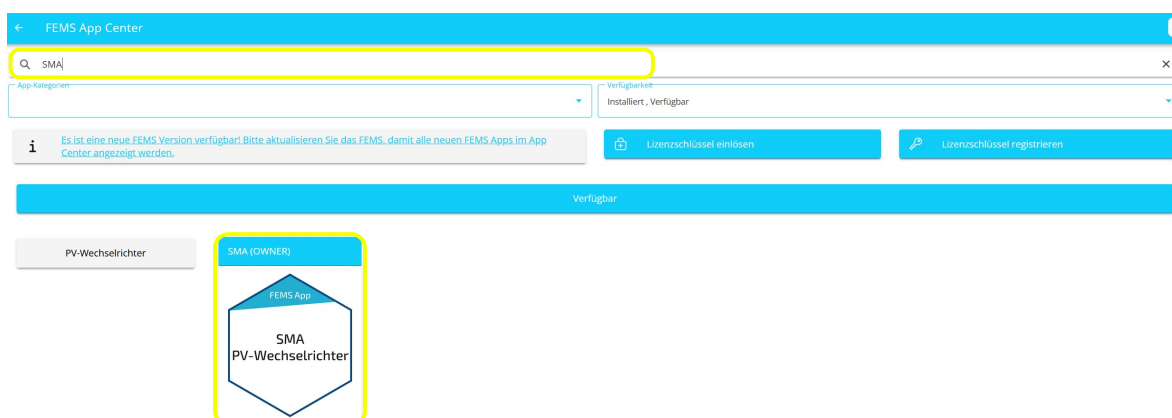 FEMS App Center
SMA
App-Kategorien
Verfügbarkeit
Installiert , Verfügbar
Es ist eine neue FEMS Version verfügbar! Bitte aktualisieren Sie das FEMS, damit alle neuen FEMS Apps im App
Center angezeigt werden.
Lizenzschlüssel einlösen
Lizenzschlüssel registrieren
Verfügbar
PV-Wechselrichter
SMA (OWNER)
FEMS App
SMA
PV-Wechselrichter